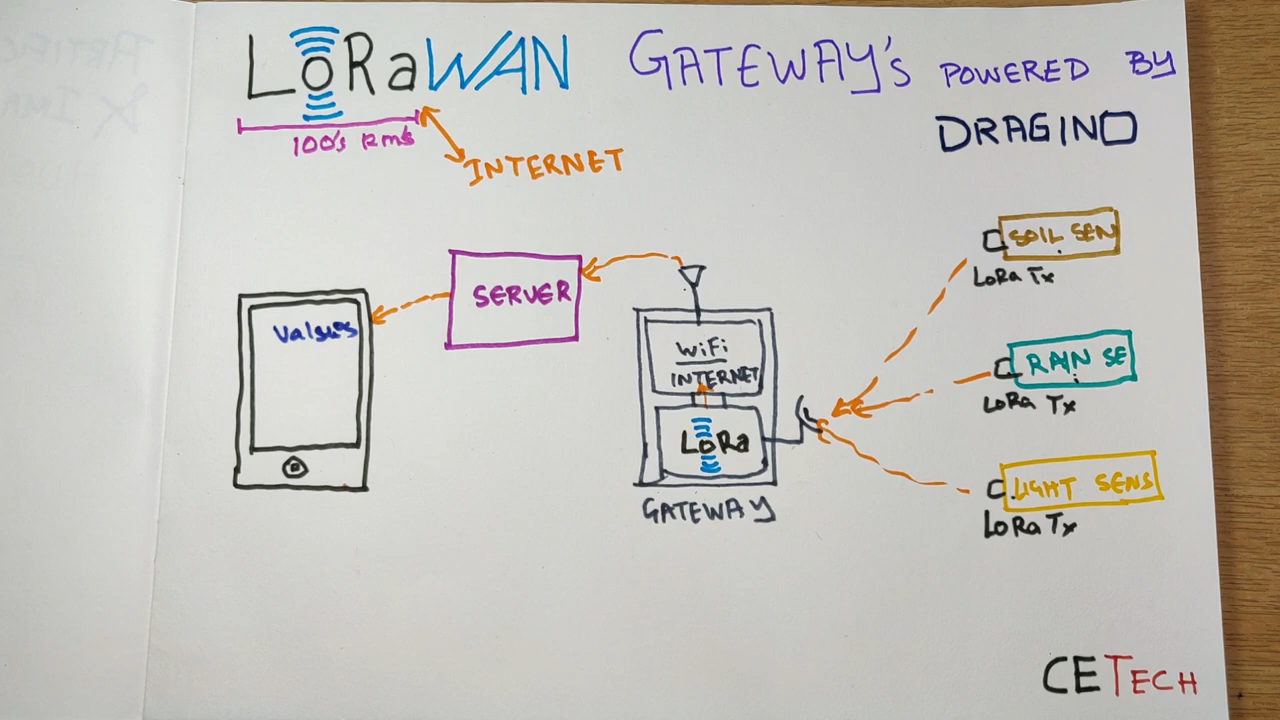 LoRaWAN GATEWAY's POWERED BY
DRAGINO
100's kms
INTERNET
SOIL SEN
LoRa Tx
SERVER
Values
WiFi
INTERNET
RAIN SE
LoRa Tx
LoRa
LIGHT SENS
LoRa Tx
GATEWAY
CETECH